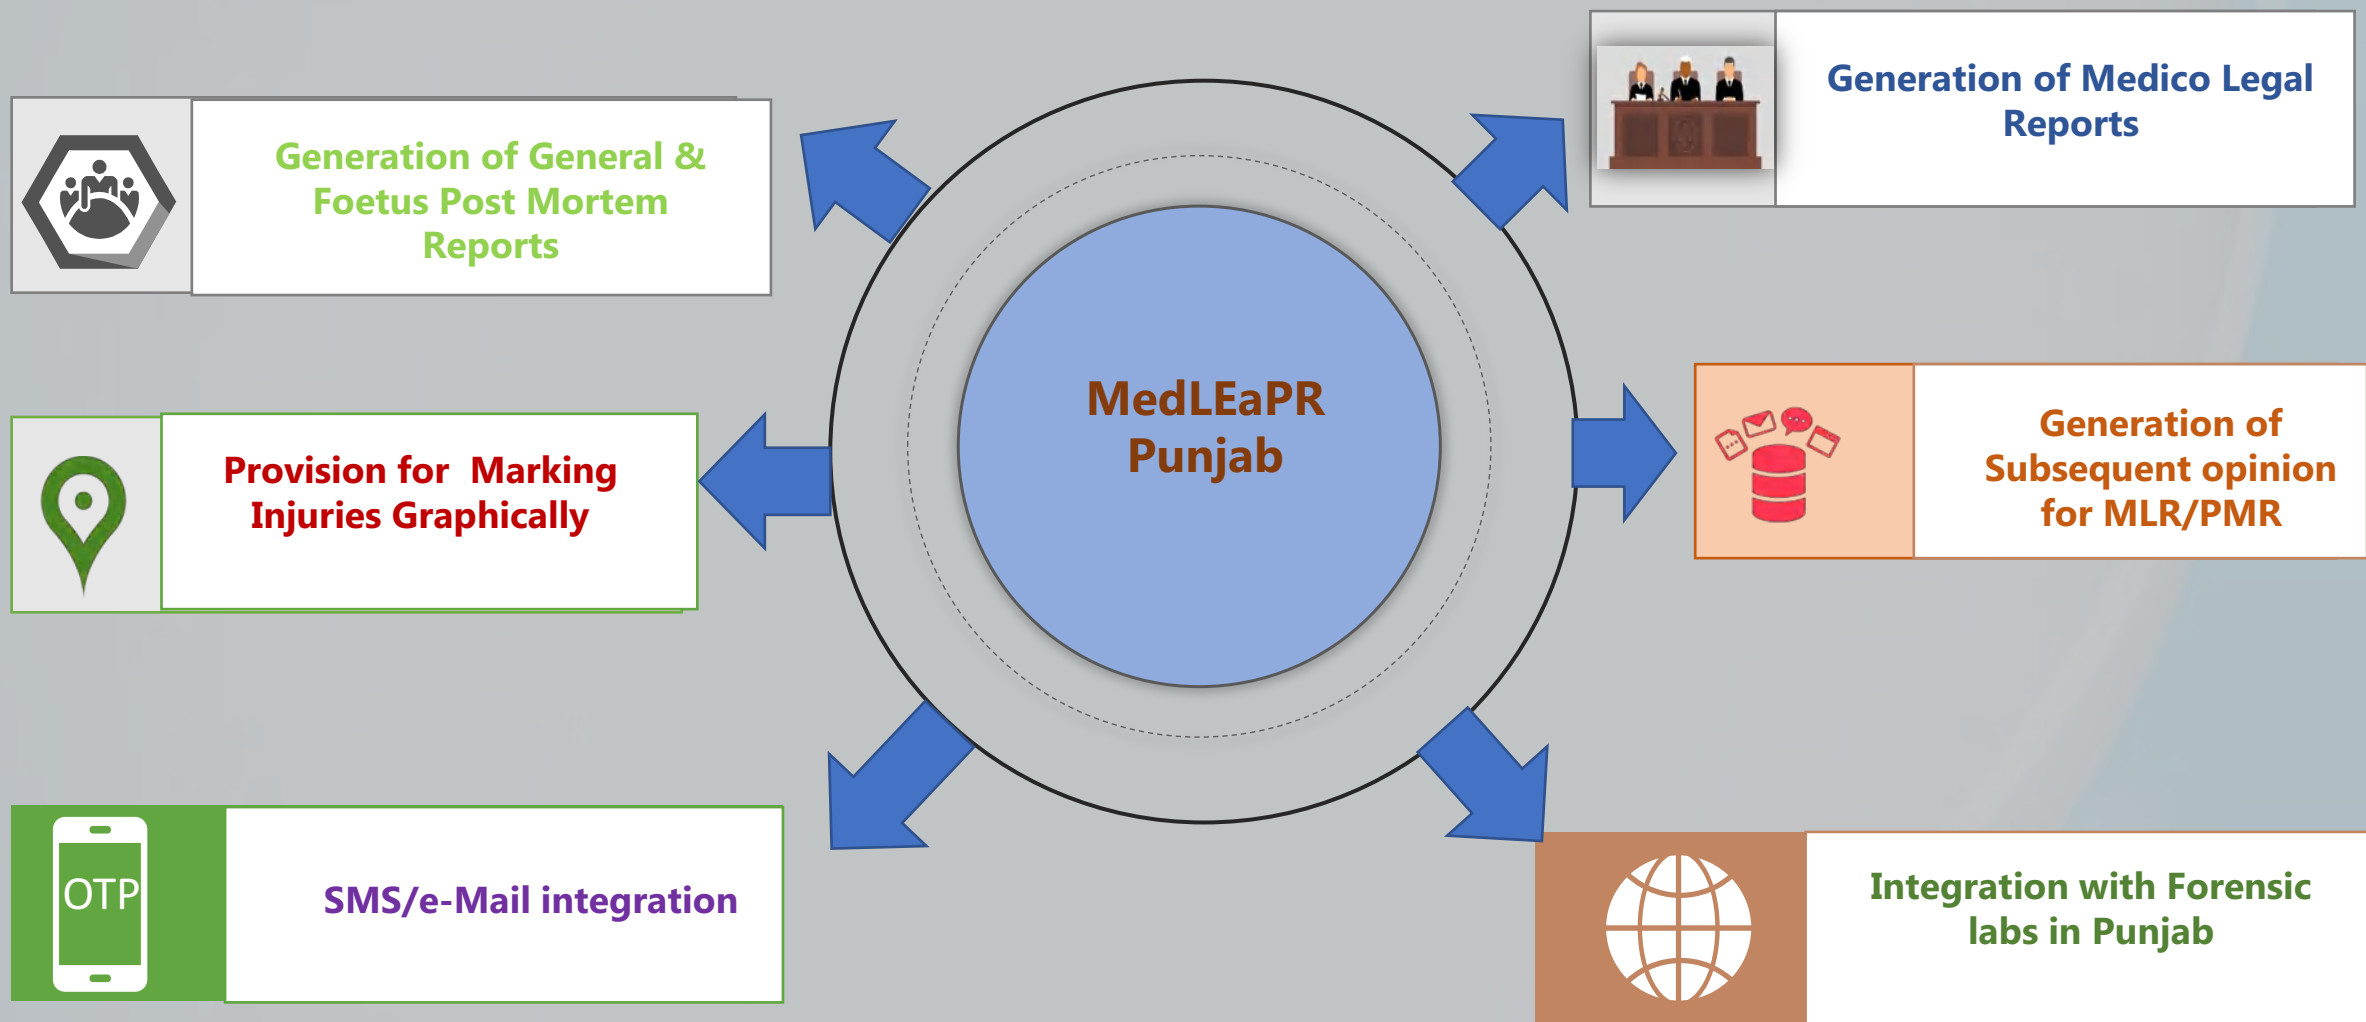 Generation of General &
Foetus Post Mortem
Reports
Provision for Marking
Injuries Graphically
OTP
SMS/e-Mail integration
MedLEaPR
Punjab
Generation of Medico Legal
Reports
Generation of
Subsequent opinion
for MLR/PMR
Integration with Forensic
labs in Punjab